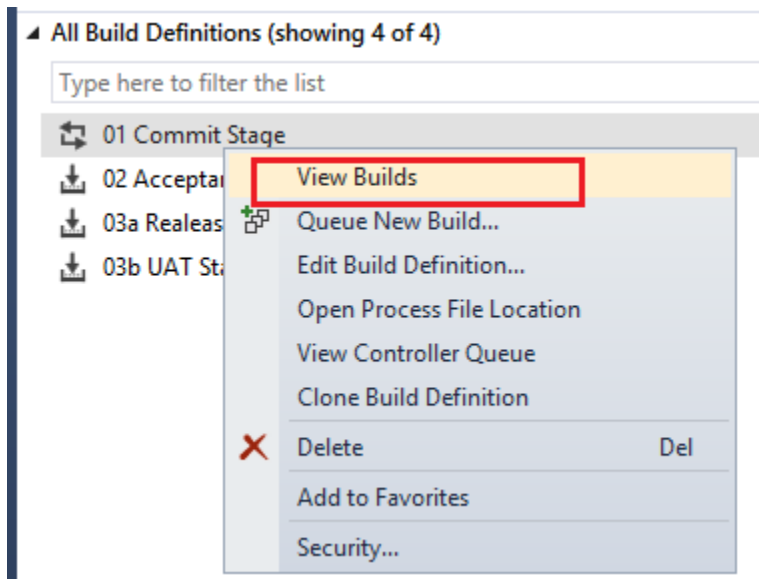 All Build Definitions (showing 4 of 4)
Type here to filter the list
01 Commit Stage
02 Accepta
View Builds
03a Realeas
Queue New Build...
03b UAT Sta
Edit Build Definition...
Open Process File Location
View Controller Queue
Clone Build Definition
Delete Del
Add to Favorites
Security...